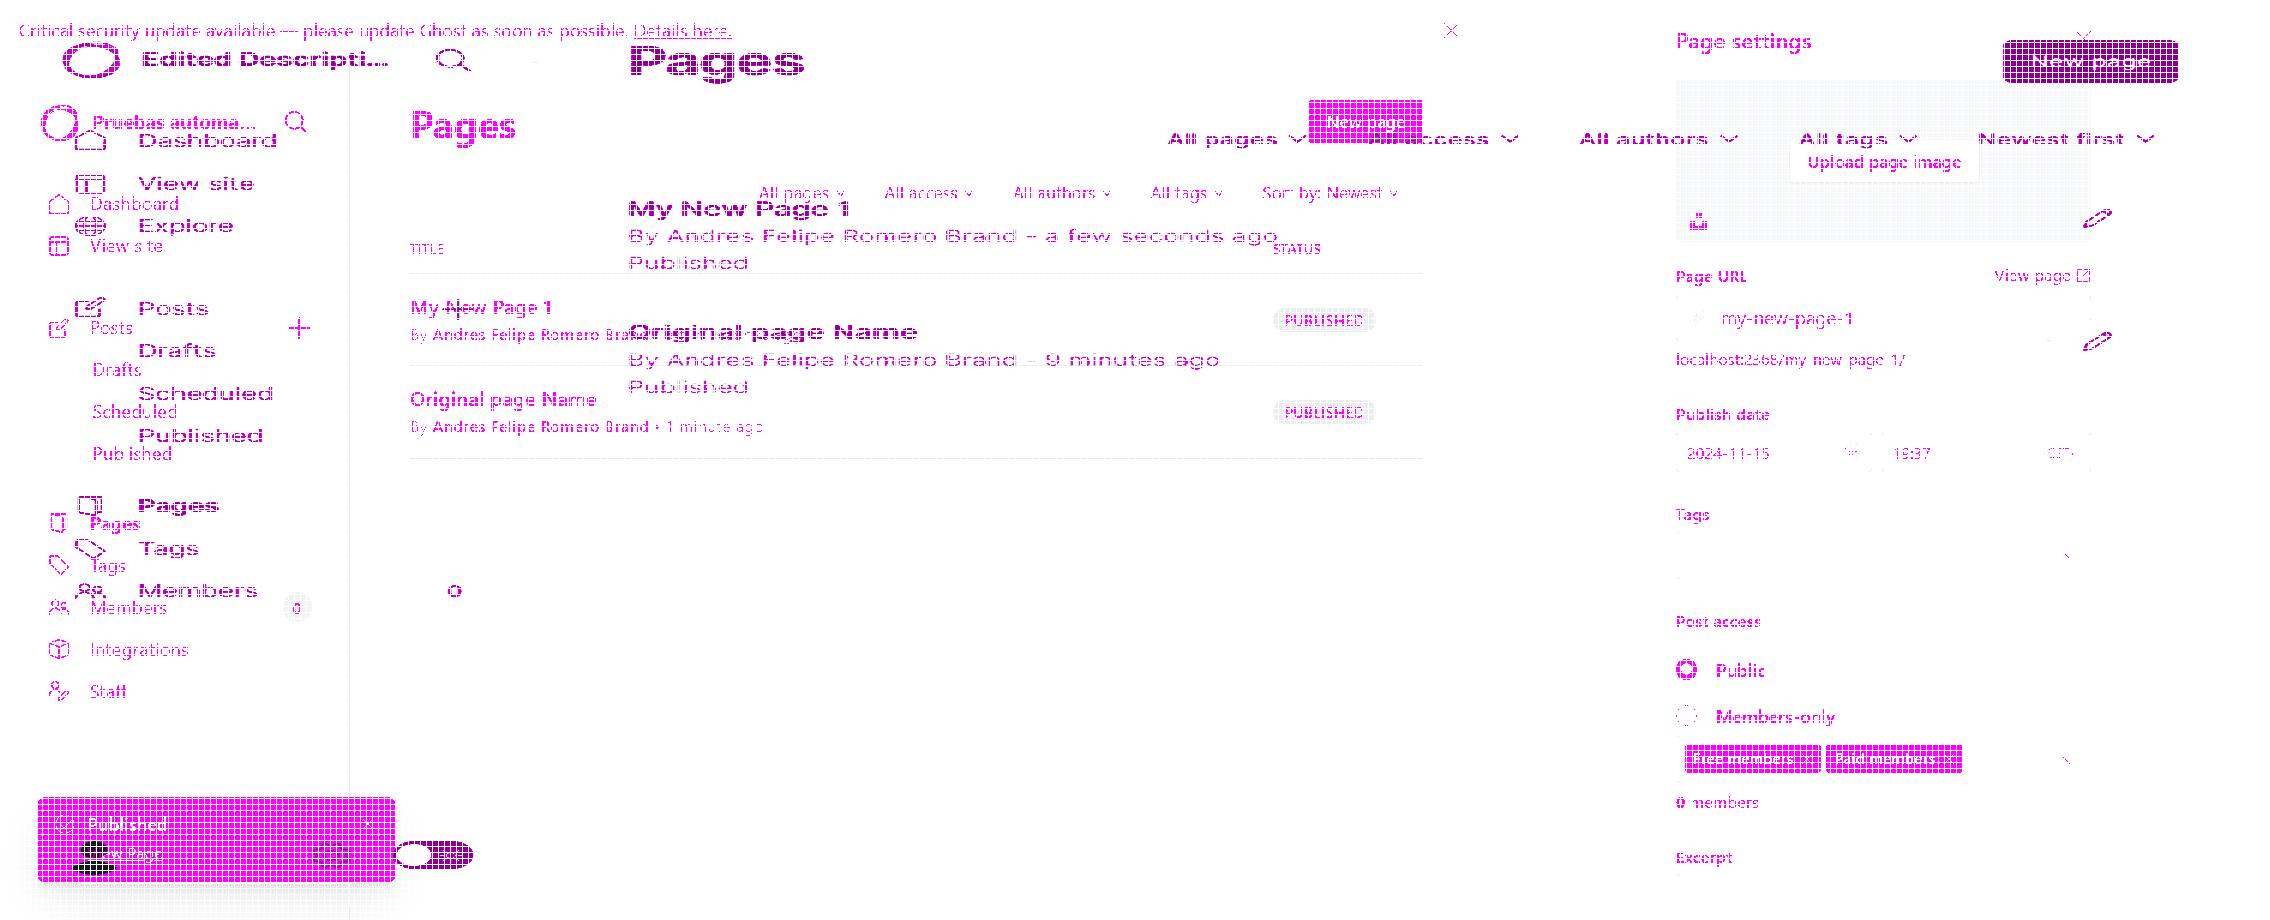 Critical security update available — please update Ghost as soon as possible. Details here.
Edited Descripti...
Pages
New page
Page settings
Pruebas automa...
Pages
New page
Dashboard
All pages
access
All authors
All tags
Newest first
Upload page image
View site
Dashboard
All pages
All access
All authors
All tags
Sort by: Newest
Explore
View site
My New Page 1
By Andres Felipe Romero Brand - a few seconds ago
Published
TITLE
STATUS
Page URL
View page
Posts
Posts
My New Page 1
By Andres Felipe Romero Brand
PUBLISHED
my-new-page-1
localhost:2368/my-new-page-1/
Original page Name
By Andres Felipe Romero Brand - 9 minutes ago
Published
Drafts
Drafts
Scheduled
Scheduled
Original page Name
By Andres Felipe Romero Brand • 1 minute ago
PUBLISHED
Publish date
2024-11-15
19:37
Published
Published
Pages
Pages
Tags
Tags
Tags
Members
0
Members
0
Integrations
Staff
Post access
Public
Members-only
Free members ×
Paid members ×
0 members
Excerpt
Published
Page